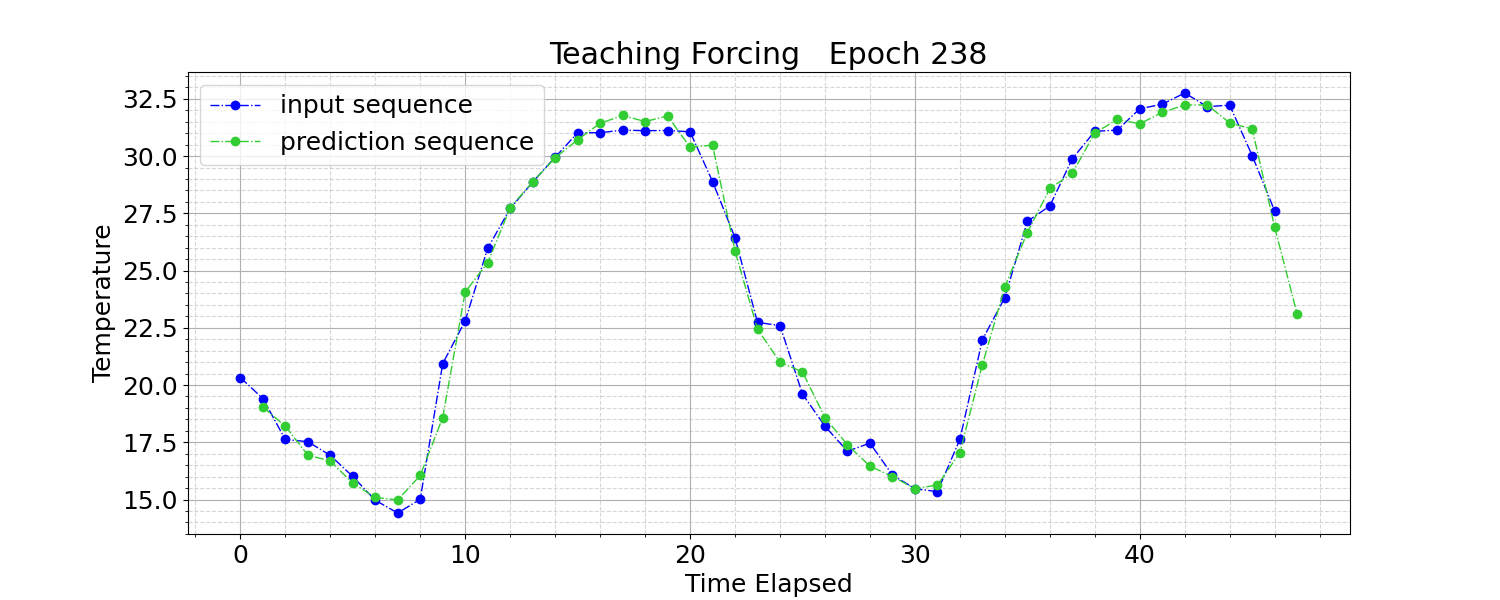 Teaching Forcing   Epoch 238
input sequence
prediction sequence
Temperature
32.5
30.0
27.5
25.0
22.5
20.0
17.5
15.0
0 10 20 30 40
Time Elapsed